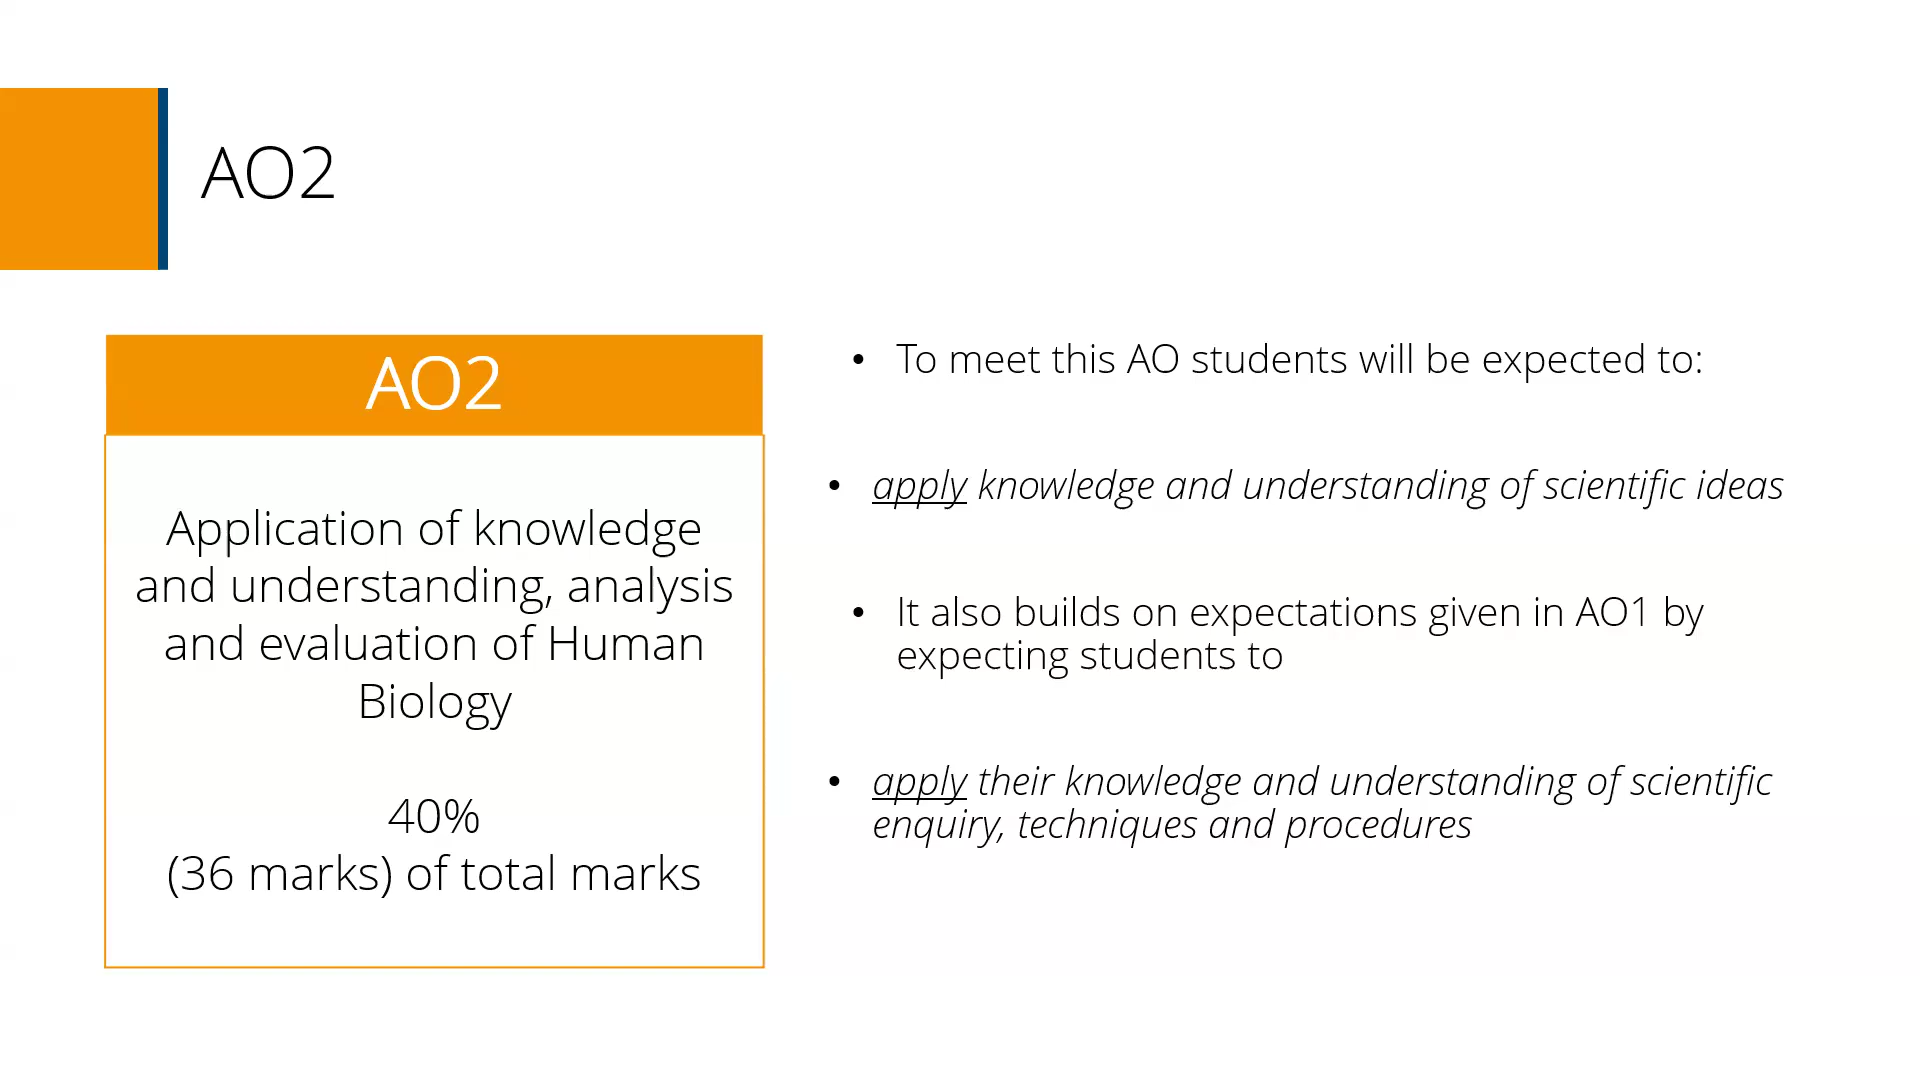 AO2
AO2
Application of knowledge
and understanding, analysis
and evaluation of Human
Biology
40%
(36 marks) of total marks
• To meet this AO students will be expected to:
• apply knowledge and understanding of scientific ideas
• It also builds on expectations given in AO1 by
expecting students to
• apply their knowledge and understanding of scientific
enquiry, techniques and procedures